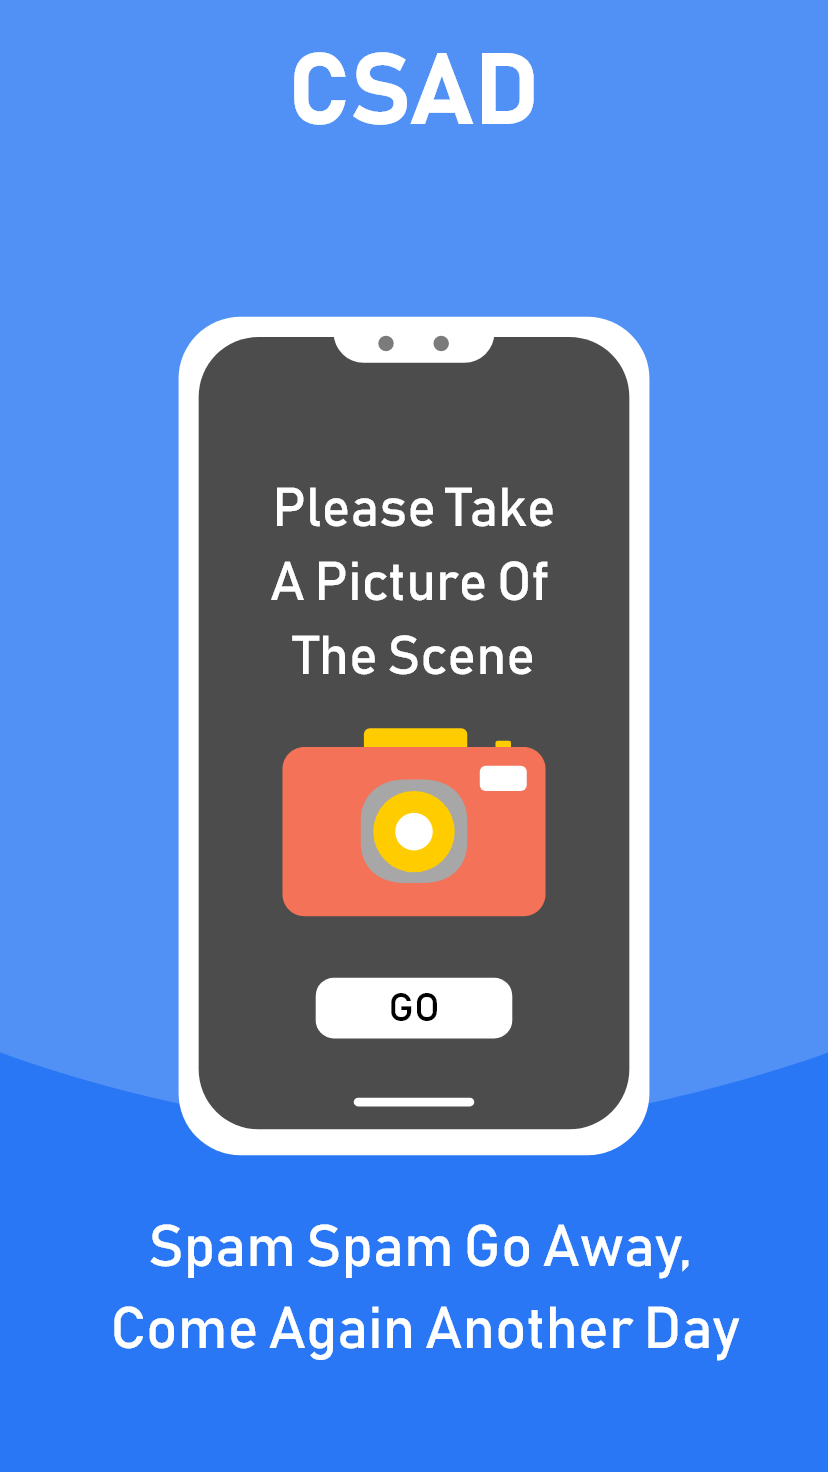 CSAD
Please Take
A Picture Of
The Scene
GO
Spam Spam Go Away,
Come Again Another Day